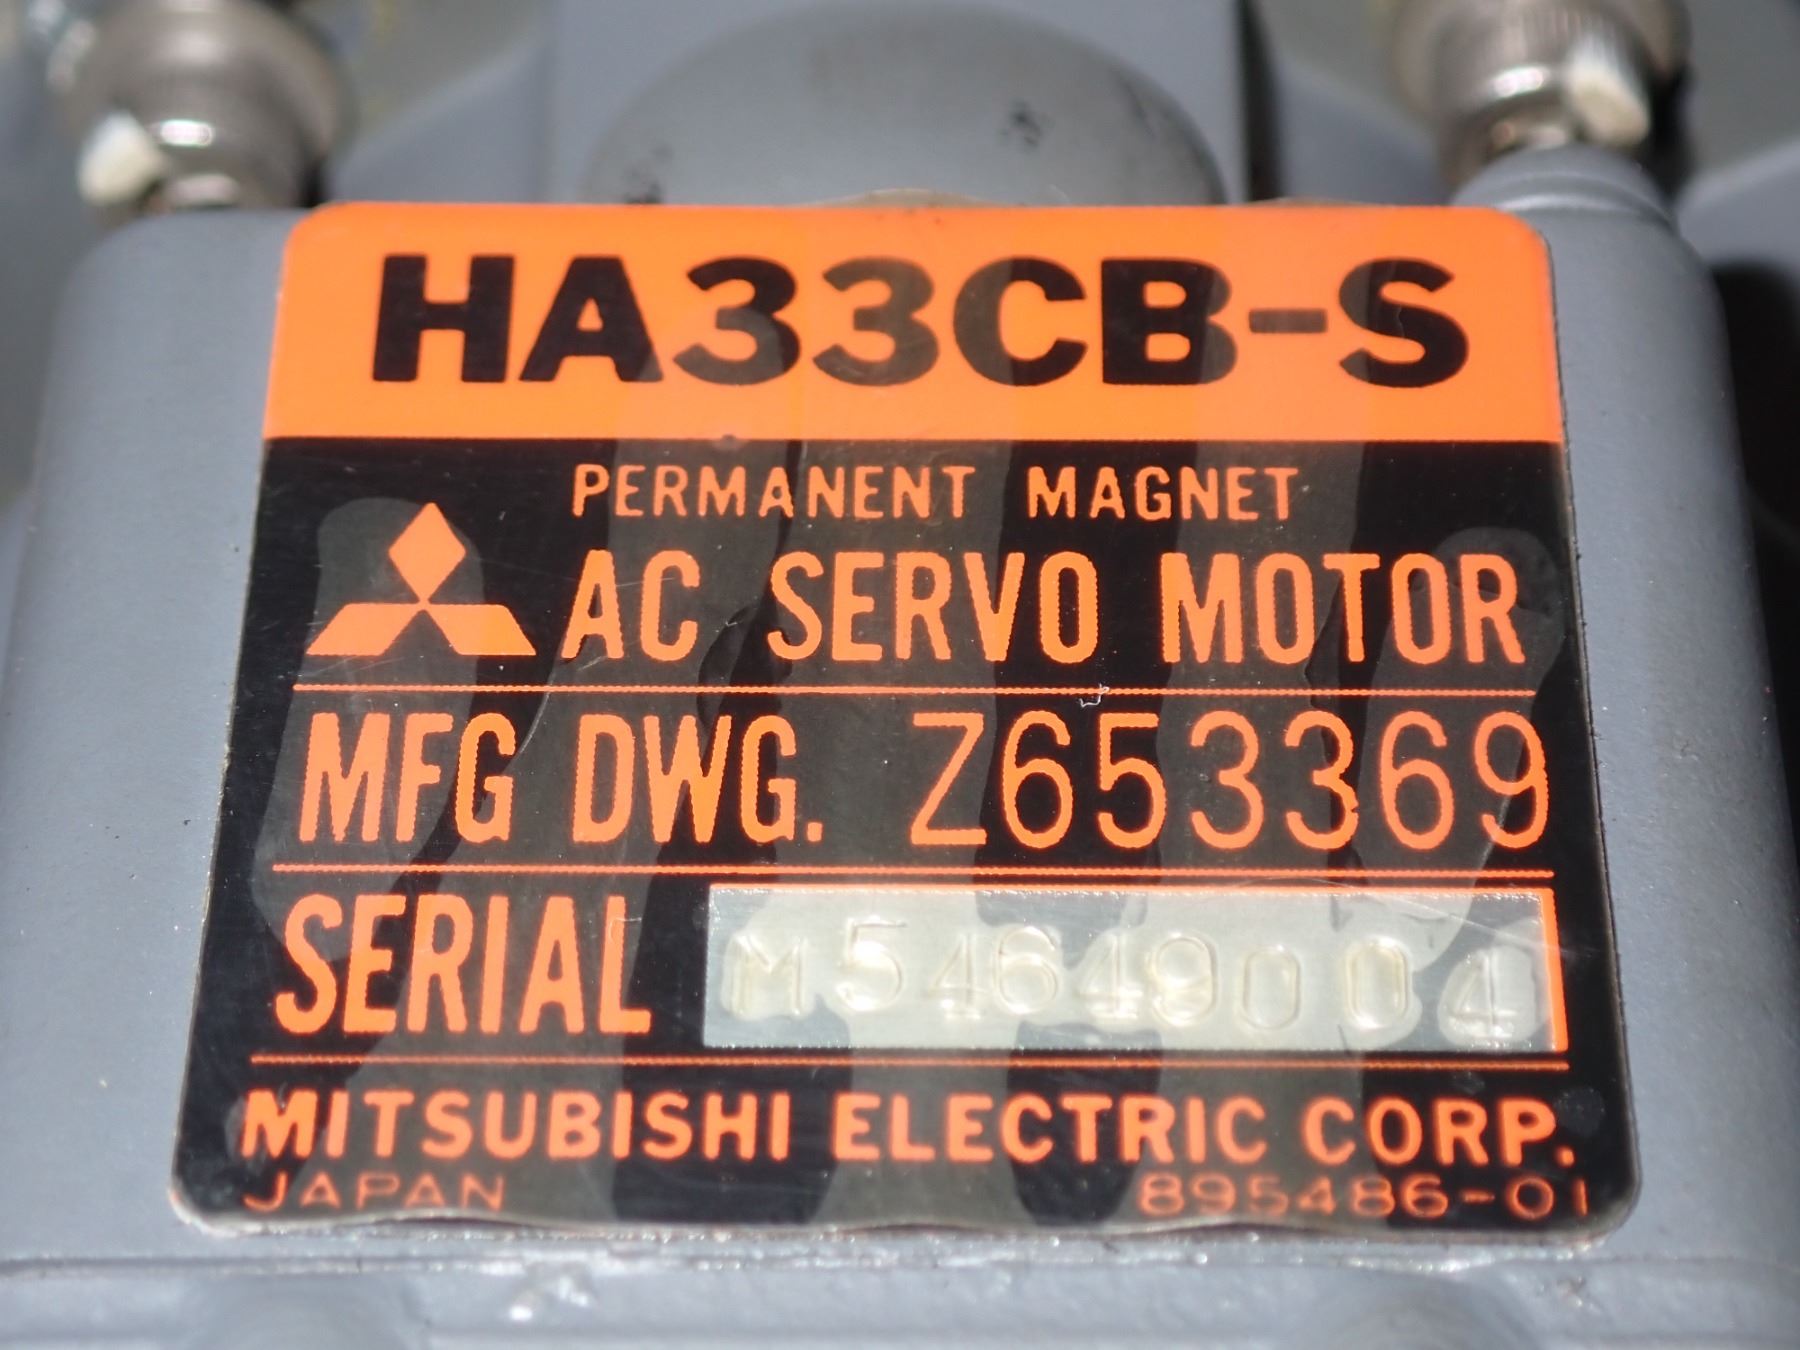 HA33CB-S
PERMANENT MAGNET
AC SERVO MOTOR
MFG DWG. Z653369
SERIAL M54649004
MITSUBISHI ELECTRIC CORP.
JAPAN 895486-01